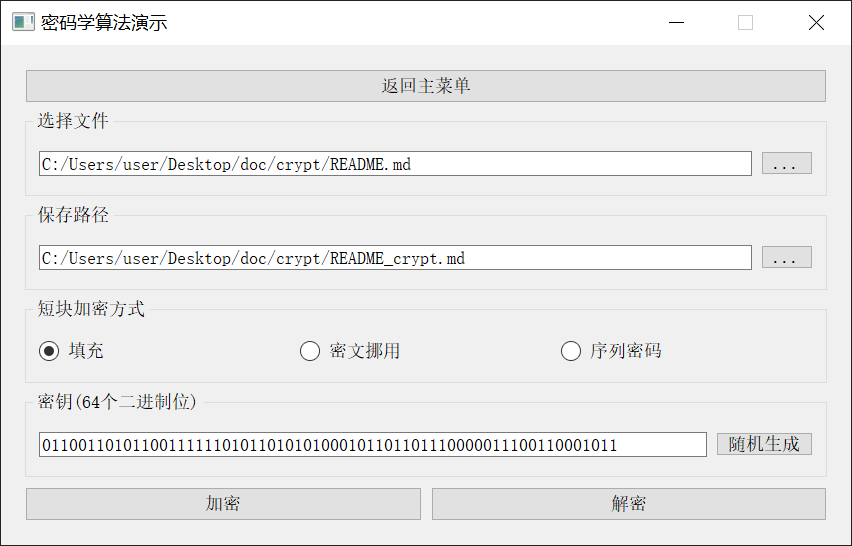 密码学算法演示
返回主菜单
选择文件
C:/Users/user/Desktop/doc/crypt/README.md
...
保存路径
C:/Users/user/Desktop/doc/crypt/README_crypt.md
...
短块加密方式
填充 密文挪用 序列密码
密钥(64个二进制位)
0110011010110011111101011010101000101101101110000011100110001011
随机生成
加密 解密